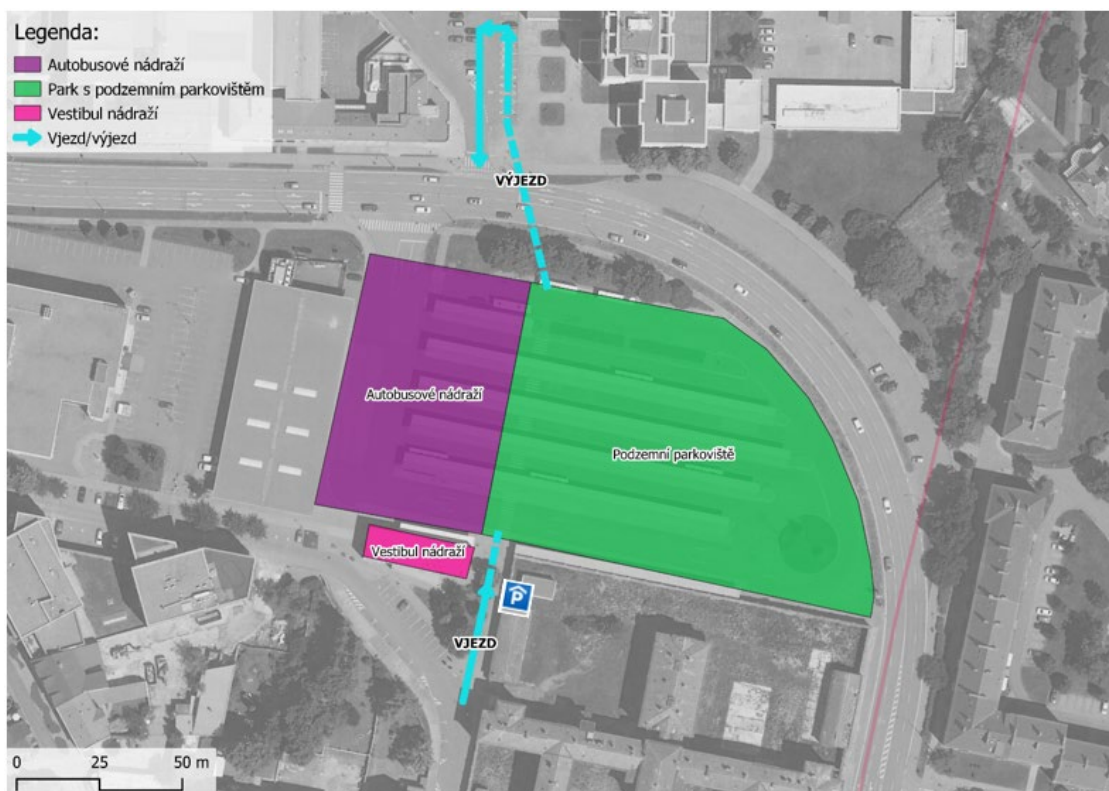 Legenda:
Autobusové nádraží
Park s podzemním parkovištěm
Vestibul nádraží
Vjezd/výjezd
VÝJEZD
Autobusové nádraží
Podzemní parkoviště
Vestibul nádraží
P
VJEZD
0 25 50 m